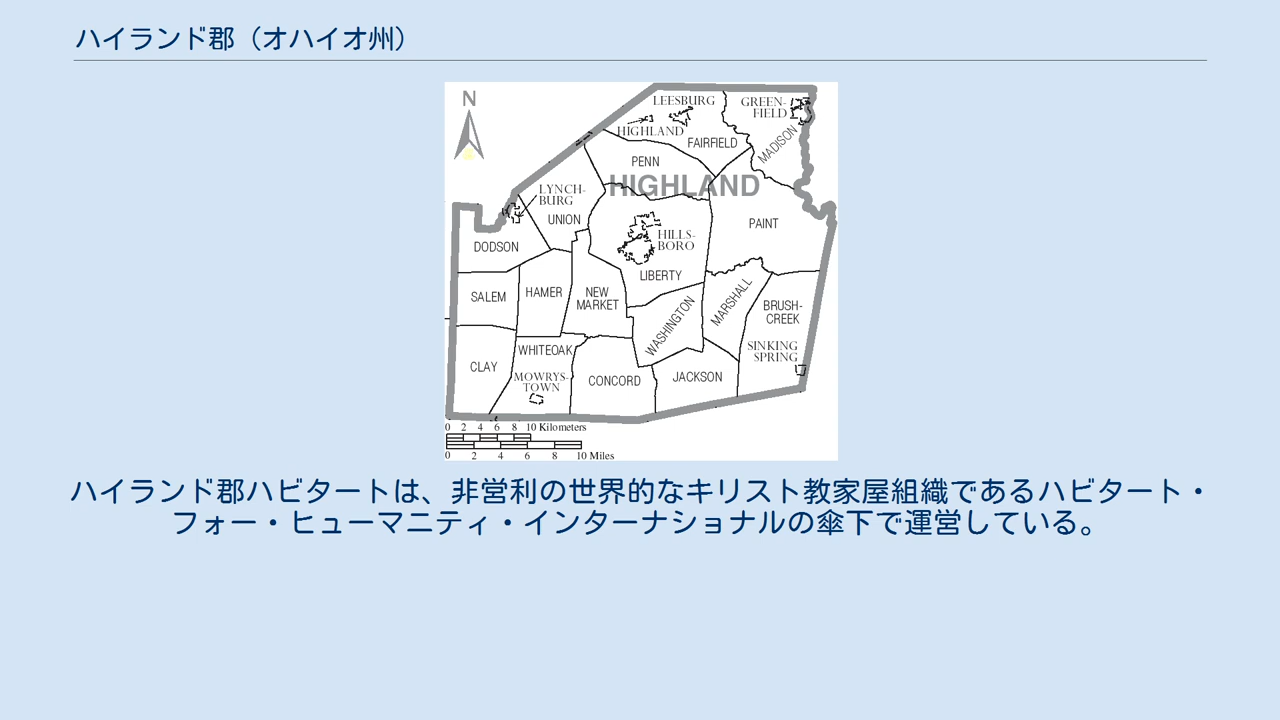 ハイランド郡（オハイオ州）
N
LEESBURG
GREEN-
FIELD
HIGHLAND
FAIRFIELD
MADISON
PENN
HIGHLAND
LYNCH-
BURG
UNION
PAINT
HILLS-
BORO
DODSON
LIBERTY
SALEM
HAMER
NEW
MARKET
WASHINGTON
MARSHALL
BRUSH-
CREEK
WHITEOAK
SINKING
SPRING
CLAY
MOWRYS-
TOWN
CONCORD
JACKSON
0 2 4 6 8 10 Kilometers
0 2 4 6 8 10 Miles
ハイランド郡ハビタートは、非営利の世界的なキリスト教家屋組織であるハビタート・
フォー・ヒューマニティ・インターナショナルの傘下で運営している。